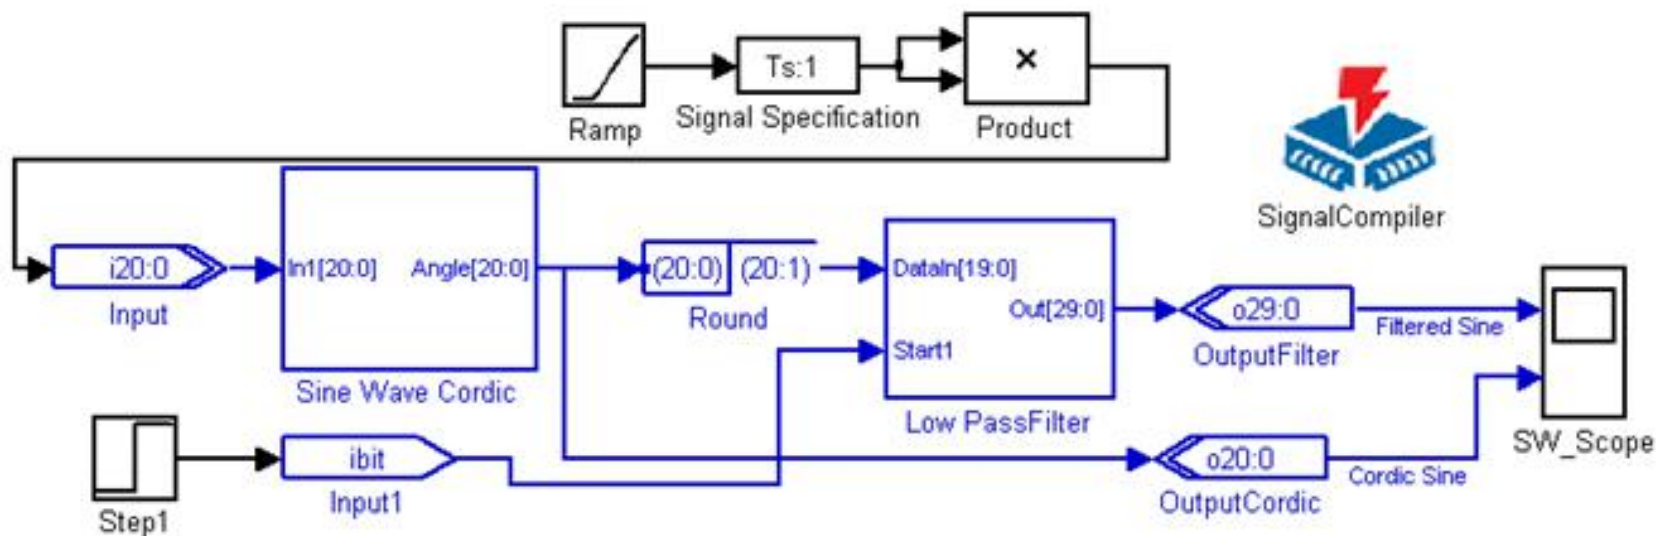 Ts:1
×
Ramp
Signal Specification
Product
SignalCompiler
i20:0
Input
In1[20:0]
Angle[20:0]
Sine Wave Cordic
(20:0)
(20:1)
Round
DataIn[19:0]
Out[29:0]
Start1
Low PassFilter
o29:0
OutputFilter
Filtered Sine
SW_Scope
Step1
ibit
Input1
o20:0
OutputCordic
Cordic Sine